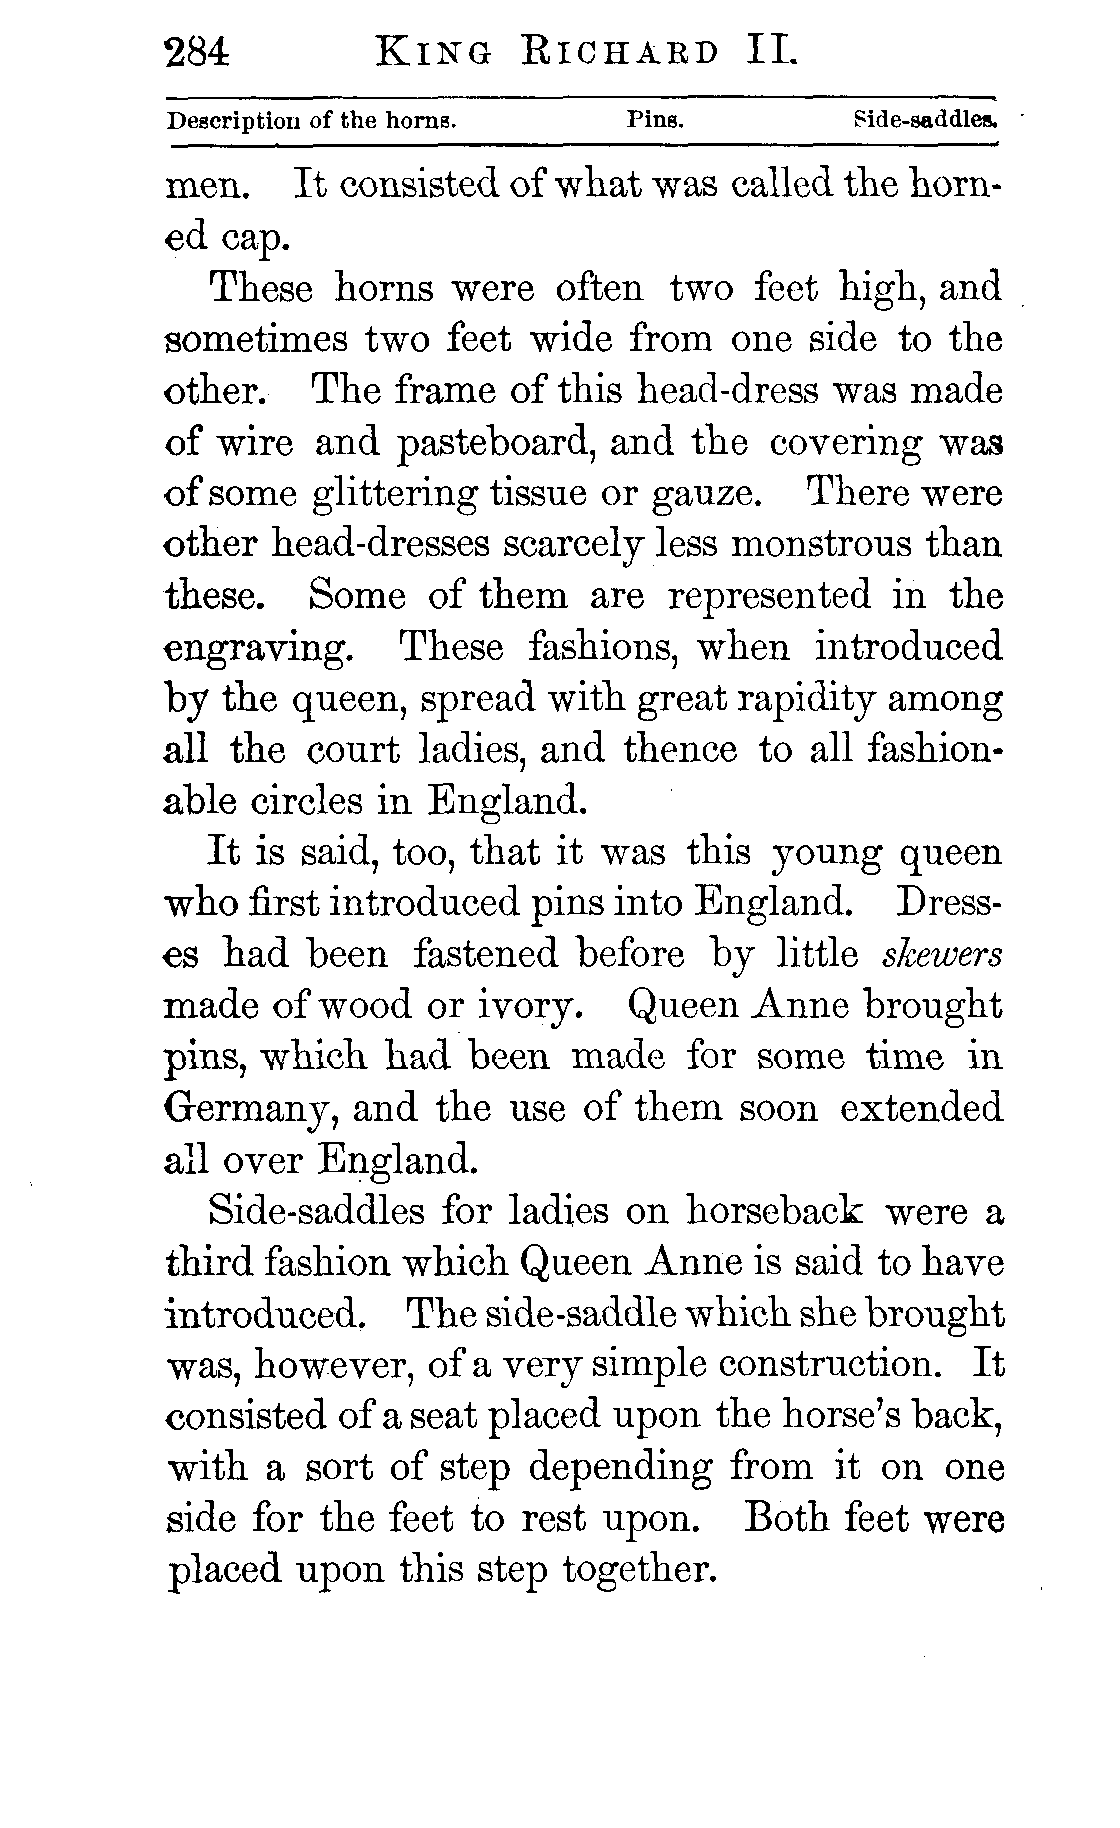 284 KING RICHARD II.
Description of the horns. Pins. Side-saddles.
men. It consisted of what was called the horn-
ed cap.
These horns were often two feet high, and
sometimes two feet wide from one side to the
other. The frame of this head-dress was made
of wire and pasteboard, and the covering was
of some glittering tissue or gauze. There were
other head-dresses scarcely less monstrous than
these. Some of them are represented in the
engraving. These fashions, when introduced
by the queen, spread with great rapidity among
all the court ladies, and thence to all fashion-
able circles in England.
It is said, too, that it was this young queen
who first introduced pins into England. Dress-
es had been fastened before by little skewers
made of wood or ivory. Queen Anne brought
pins, which had been made for some time in
Germany, and the use of them soon extended
all over England.
Side-saddles for ladies on horseback were a
third fashion which Queen Anne is said to have
introduced. The side-saddle which she brought
was, however, of a very simple construction. It
consisted of a seat placed upon the horse's back,
with a sort of step depending from it on one
side for the feet to rest upon. Both feet were
placed upon this step together.